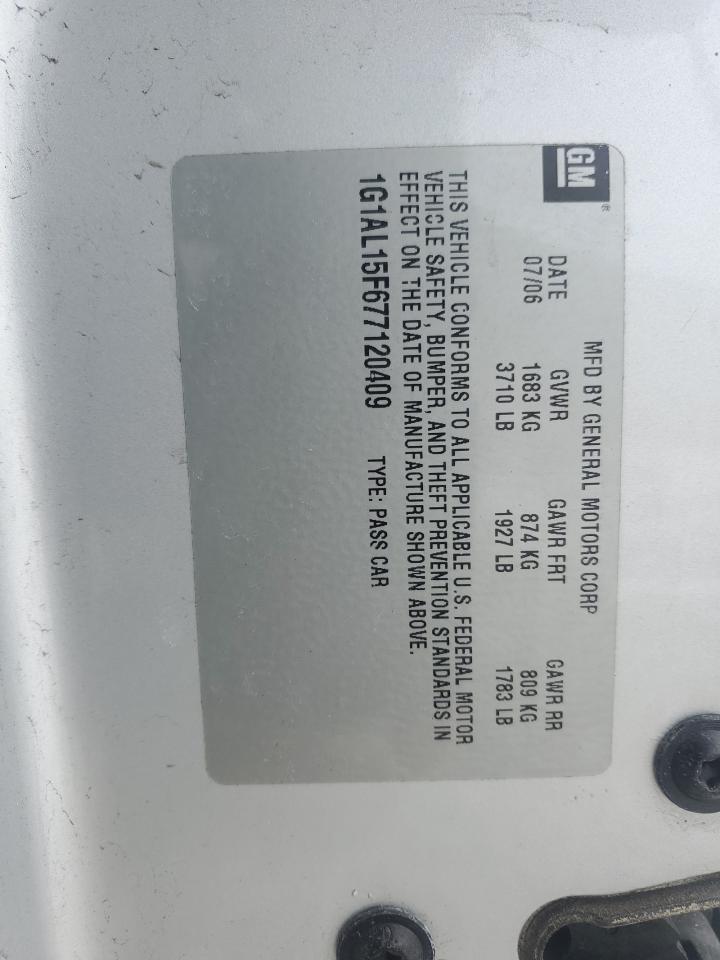 GM®
MFD BY GENERAL MOTORS CORP
DATE GVWR GAWR FRT GAWR RR
07/06 1683 KG 874 KG 809 KG
3710 LB 1927 LB 1783 LB
THIS VEHICLE CONFORMS TO ALL APPLICABLE U.S. FEDERAL MOTOR
VEHICLE SAFETY, BUMPER, AND THEFT PREVENTION STANDARDS IN
EFFECT ON THE DATE OF MANUFACTURE SHOWN ABOVE.
1G1AL15F677120409 TYPE: PASS CAR